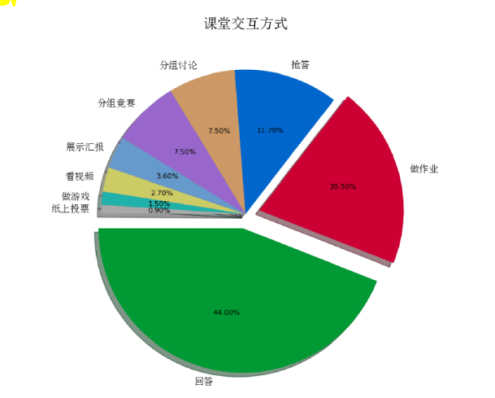 课堂交互方式
抢答
11.70%
分组讨论
7.50%
分组竞赛
7.50%
展示汇报
3.60%
看视频
2.70%
做游戏
1.50%
纸上投票
0.90%
做作业
20.50%
44.00%
回答